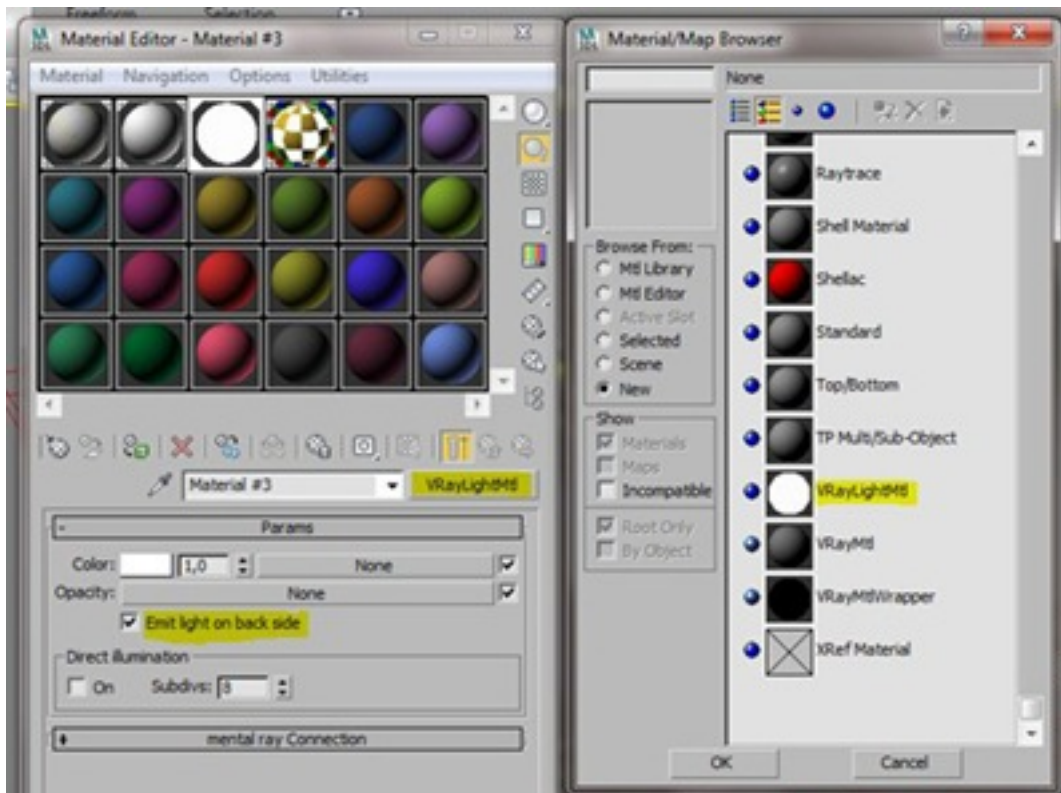 Freeform Selection
Material Editor - Material #3
Material Navigation Options Utilities
Material #3
VRayLightMtl
Params
Color: 1,0 None
Opacity: None
Emit light on back side
Direct illumination
On Subdivs: 8
mental ray Connection
Material/Map Browser
None
Browse From:
Mtl Library
Mtl Editor
Active Slot
Selected
Scene
New
Show
Materials
Maps
Incompatible
Root Only
By Object
Raytrace
Shell Material
Shellac
Standard
Top/Bottom
TP Multi/Sub-Object
VRayLightMtl
VRayMtl
VRayMtlWrapper
XRef Material
OK Cancel